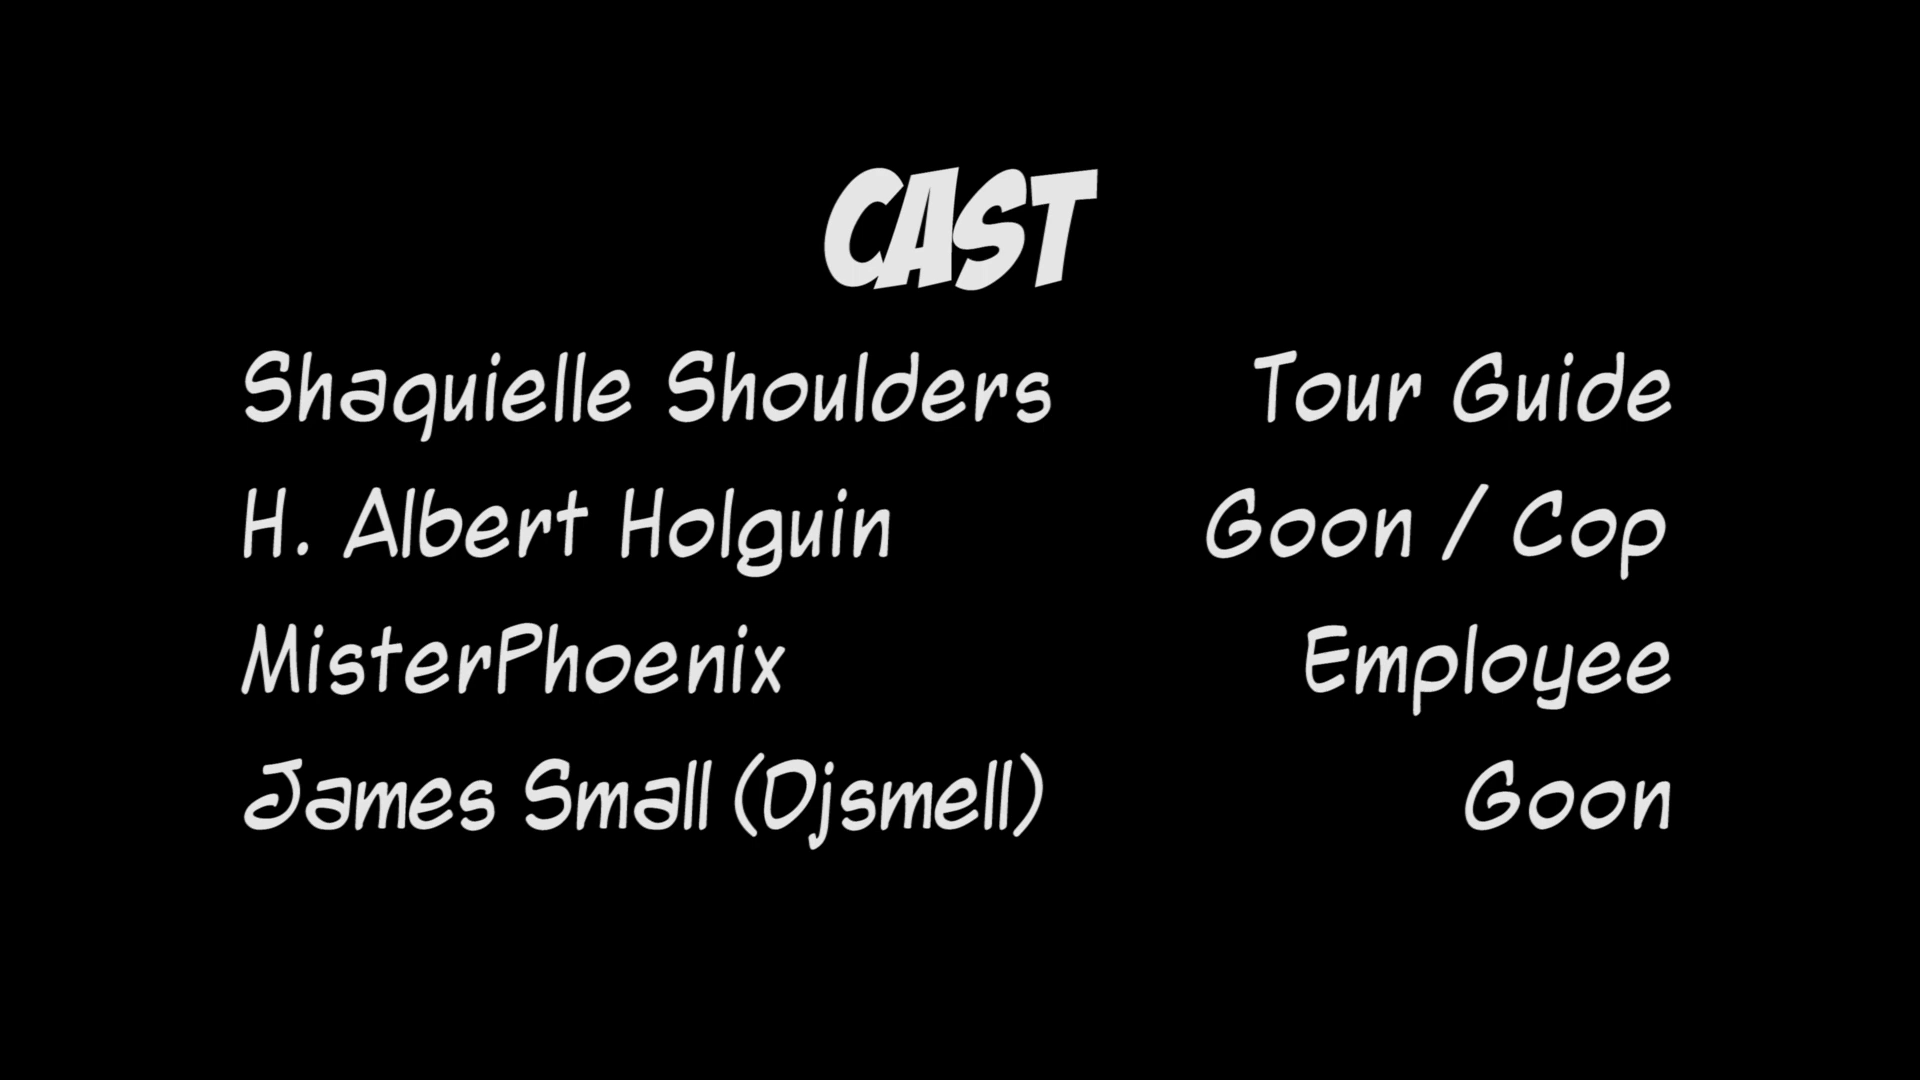 CAST
Shaquielle Shoulders Tour Guide
H. Albert Holguin Goon / Cop
MisterPhoenix Employee
James Small (Djsmell) Goon